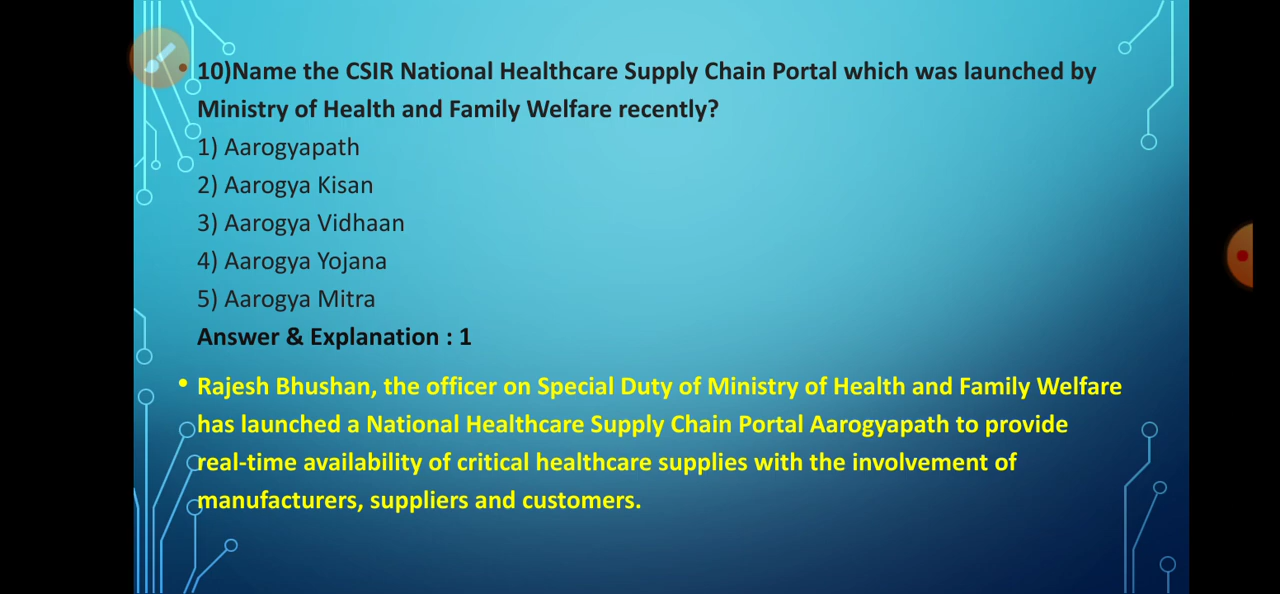 • 10)Name the CSIR National Healthcare Supply Chain Portal which was launched by
Ministry of Health and Family Welfare recently?
1) Aarogyapath
2) Aarogya Kisan
3) Aarogya Vidhaan
4) Aarogya Yojana
5) Aarogya Mitra
Answer & Explanation : 1
• Rajesh Bhushan, the officer on Special Duty of Ministry of Health and Family Welfare
has launched a National Healthcare Supply Chain Portal Aarogyapath to provide
real-time availability of critical healthcare supplies with the involvement of
manufacturers, suppliers and customers.